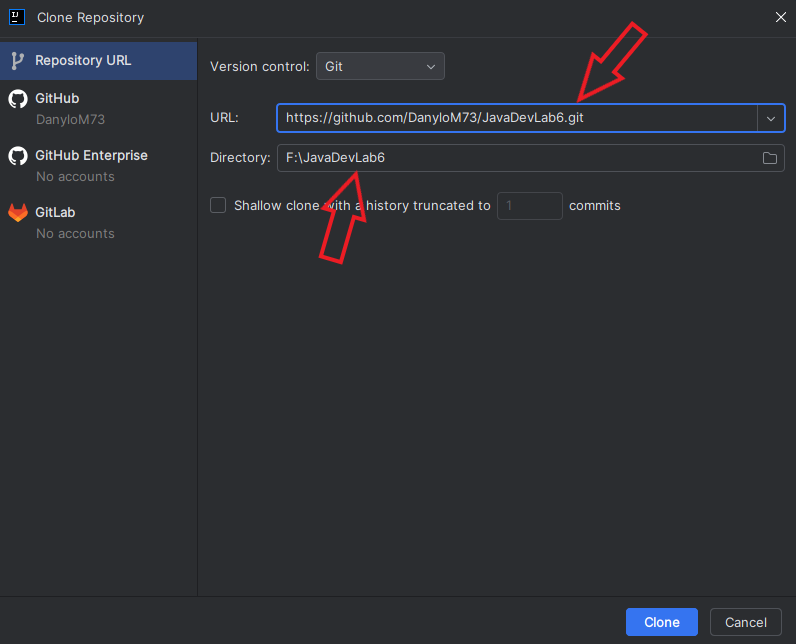 Clone Repository
Repository URL
GitHub
DanyloM73
GitHub Enterprise
No accounts
GitLab
No accounts
Version control: Git
URL: https://github.com/DanyloM73/JavaDevLab6.git
Directory: F:\JavaDevLab6
Shallow clone with a history truncated to 1 commits
Clone Cancel